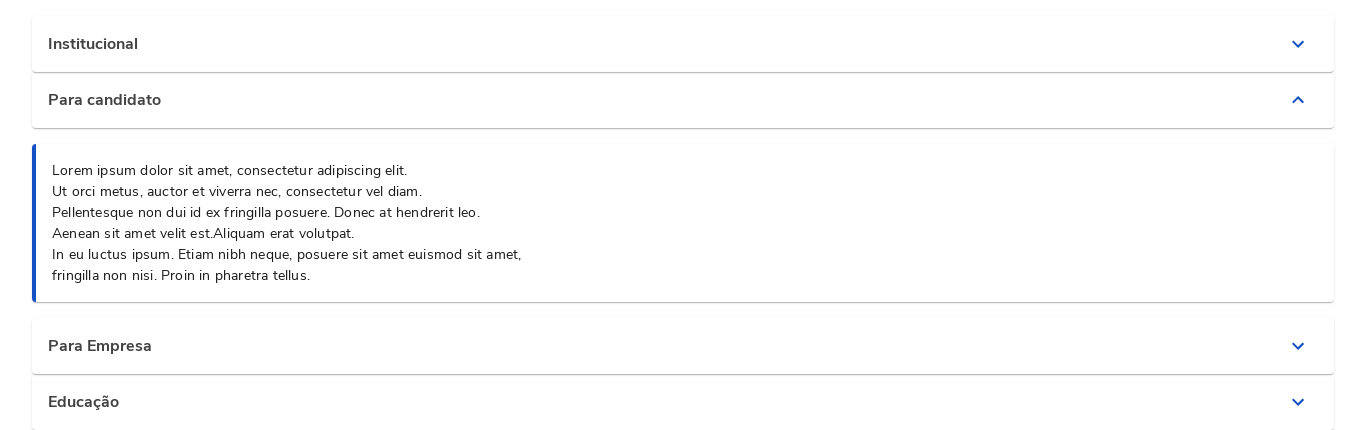 Institucional
Para candidato
Lorem ipsum dolor sit amet, consectetur adipiscing elit.
Ut orci metus, auctor et viverra nec, consectetur vel diam.
Pellentesque non dui id ex fringilla posuere. Donec at hendrerit leo.
Aenean sit amet velit est.Aliquam erat volutpat.
In eu luctus ipsum. Etiam nibh neque, posuere sit amet euismod sit amet,
fringilla non nisi. Proin in pharetra tellus.
Para Empresa
Educação